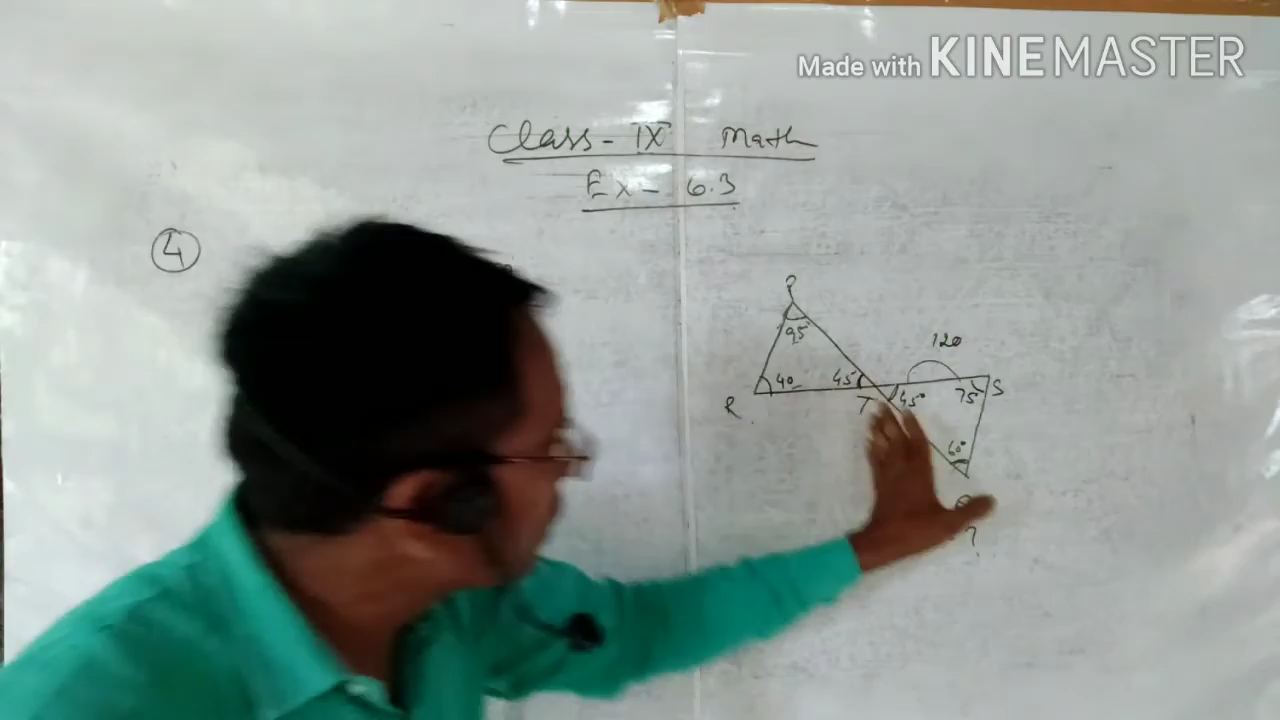 Made with KINEMASTER
Class - IX Math
Ex - 6.3
4
P
95°
120
40
45°
S
75°
T
45°
R
60°
?